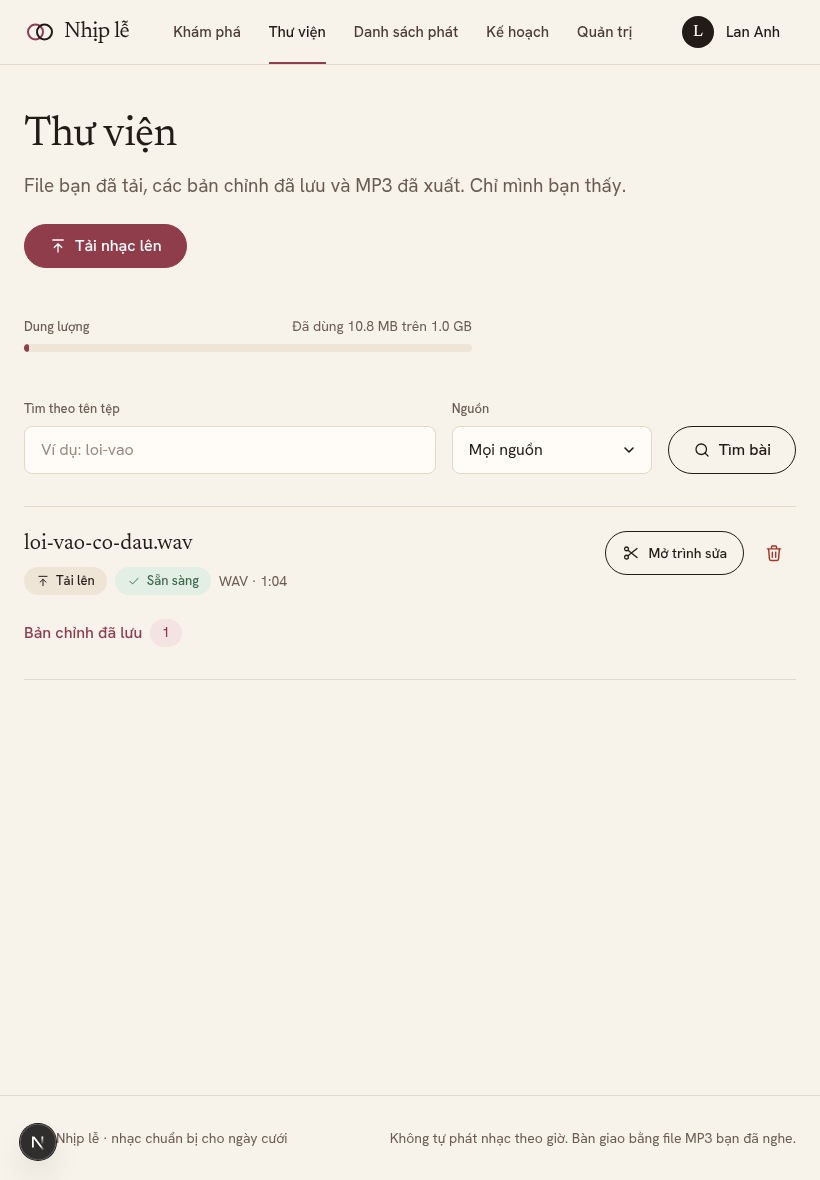 Nhịp lễ Khám phá Thư viện Danh sách phát Kế hoạch Quản trị L Lan Anh
Thư viện
File bạn đã tải, các bản chỉnh đã lưu và MP3 đã xuất. Chỉ mình bạn thấy.
Tải nhạc lên
Dung lượng Đã dùng 10.8 MB trên 1.0 GB
Tìm theo tên tệp Nguồn
Ví dụ: loi-vao Mọi nguồn Tìm bài
loi-vao-co-dau.wav Mở trình sửa
Tải lên Sẵn sàng WAV · 1:04
Bản chỉnh đã lưu 1
N Nhịp lễ · nhạc chuẩn bị cho ngày cưới Không tự phát nhạc theo giờ. Bàn giao bằng file MP3 bạn đã nghe.